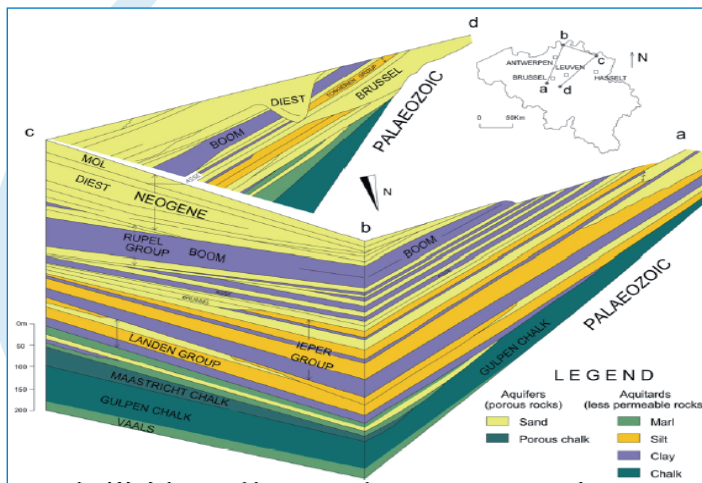 d
b
ANTWERPEN
c
N
LEUVEN
BRUSSEL
HASSELT
a
d
0 50Km
DIEST
BRUSSEL
PALAEOZOIC
BOOM
c
a
MOL
DIEST
NEOGENE
N
b
RUPEL
GROUP
BOOM
BOOM
BRUSSEL
PALAEOZOIC
0m
50
100
150
200
LANDEN GROUP
IEPER
GROUP
GULPEN CHALK
MAASTRICHT CHALK
GULPEN CHALK
VAALS
LEGEND
Aquifers
(porous rocks)
Aquitards
(less permeable rocks)
Sand
Porous chalk
Marl
Silt
Clay
Chalk